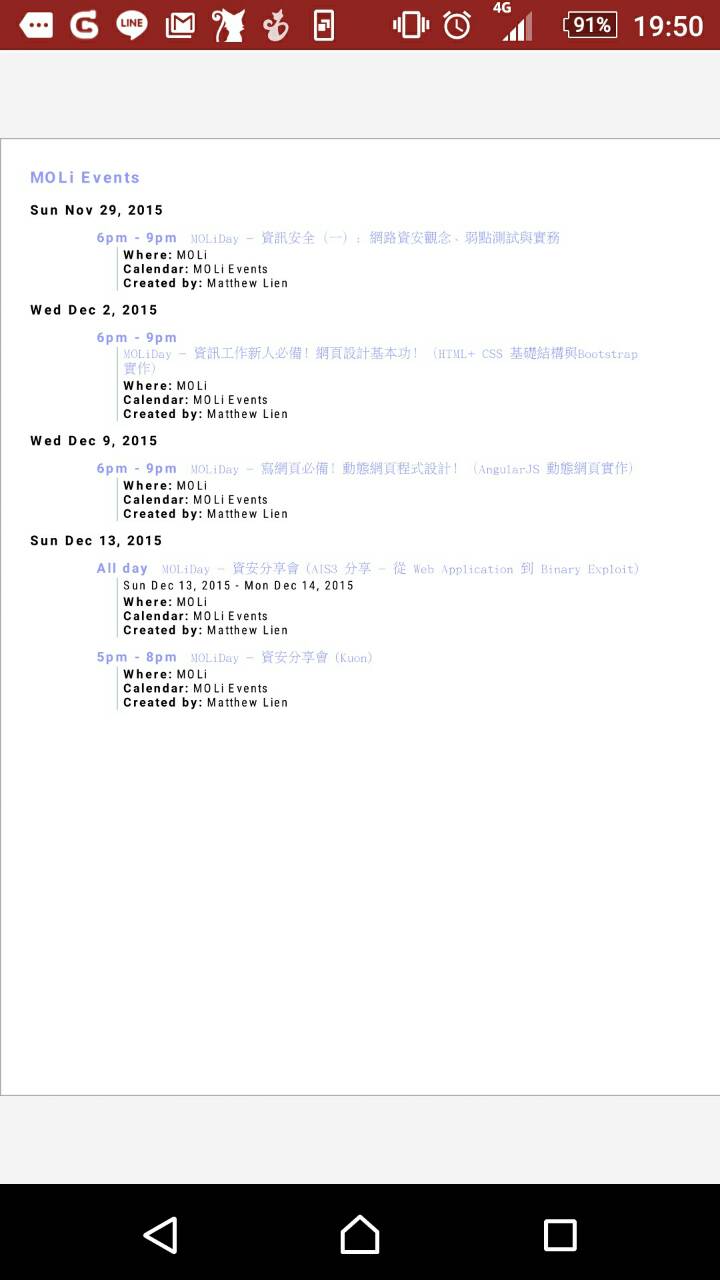 LINE
4G
91%
19:50
MOLi Events
Sun Nov 29, 2015
6pm - 9pm MOLiDay - 資訊安全 (一) : 網路資安觀念、弱點測試與實務
Where: MOLi
Calendar: MOLi Events
Created by: Matthew Lien
Wed Dec 2, 2015
6pm - 9pm
MOLiDay - 資訊工作新人必備! 網頁設計基本功! (HTML+ CSS 基礎結構與Bootstrap
實作)
Where: MOLi
Calendar: MOLi Events
Created by: Matthew Lien
Wed Dec 9, 2015
6pm - 9pm MOLiDay - 寫網頁必備! 動態網頁程式設計! (AngularJS 動態網頁實作)
Where: MOLi
Calendar: MOLi Events
Created by: Matthew Lien
Sun Dec 13, 2015
All day MOLiDay - 資安分享會 (AIS3 分享 - 從 Web Application 到 Binary Exploit)
Sun Dec 13, 2015 - Mon Dec 14, 2015
Where: MOLi
Calendar: MOLi Events
Created by: Matthew Lien
5pm - 8pm MOLiDay - 資安分享會 (Kuon)
Where: MOLi
Calendar: MOLi Events
Created by: Matthew Lien